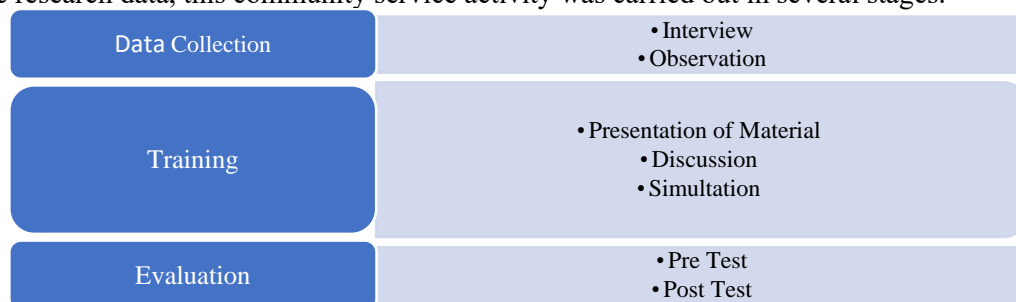 research data, this community service activity was carried out in several stages.
Data Collection
• Interview
• Observation
Training
• Presentation of Material
• Discussion
• Simultation
Evaluation
• Pre Test
• Post Test